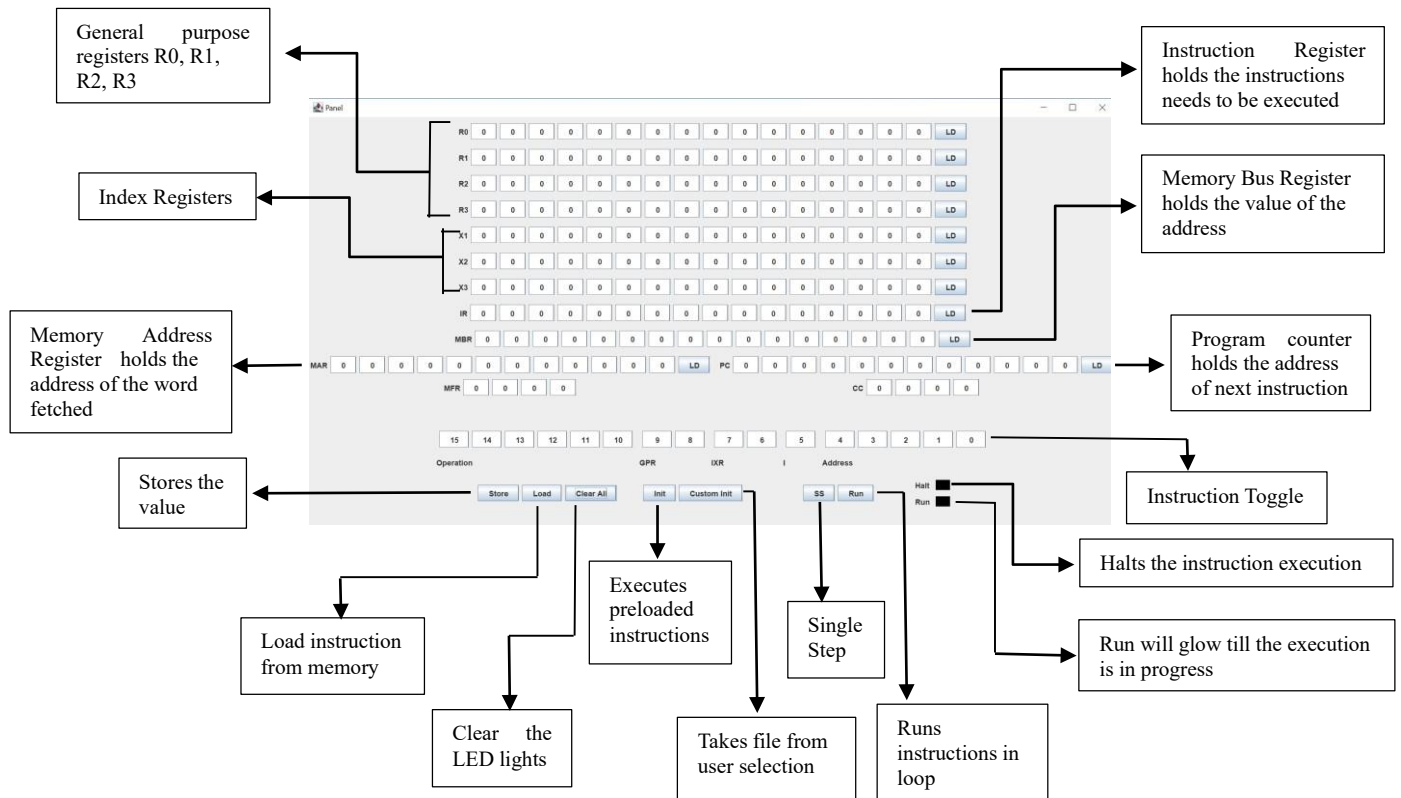 General purpose
registers R0, R1,
R2, R3
Instruction Register
holds the instructions
needs to be executed
Panel
R0 0 0 0 0 0 0 0 0 0 0 0 0 0 0 0 0 LD
R1 0 0 0 0 0 0 0 0 0 0 0 0 0 0 0 0 LD
Memory Bus Register
holds the value of the
address
Index Registers
R2 0 0 0 0 0 0 0 0 0 0 0 0 0 0 0 0 LD
R3 0 0 0 0 0 0 0 0 0 0 0 0 0 0 0 0 LD
X1 0 0 0 0 0 0 0 0 0 0 0 0 0 0 0 0 LD
X2 0 0 0 0 0 0 0 0 0 0 0 0 0 0 0 0 LD
X3 0 0 0 0 0 0 0 0 0 0 0 0 0 0 0 0 LD
IR 0 0 0 0 0 0 0 0 0 0 0 0 0 0 0 0 LD
MBR 0 0 0 0 0 0 0 0 0 0 0 0 0 0 0 0 LD
Memory Address
Register holds the
address of the word
fetched
MAR 0 0 0 0 0 0 0 0 0 0 0 0 LD PC 0 0 0 0 0 0 0 0 0 0 0 0 LD
Program counter
holds the address
of next instruction
MFR 0 0 0 0 CC 0 0 0 0
15 14 13 12 11 10 9 8 7 6 5 4 3 2 1 0
Operation GPR IXR I Address
Stores the
value
Store Load Clear All Init Custom Init SS Run Halt
Run
Instruction Toggle
Halts the instruction execution
Executes
preloaded
instructions
Single
Step
Load instruction
from memory
Run will glow till the execution
is in progress
Clear the
LED lights
Takes file from
user selection
Runs
instructions in
loop